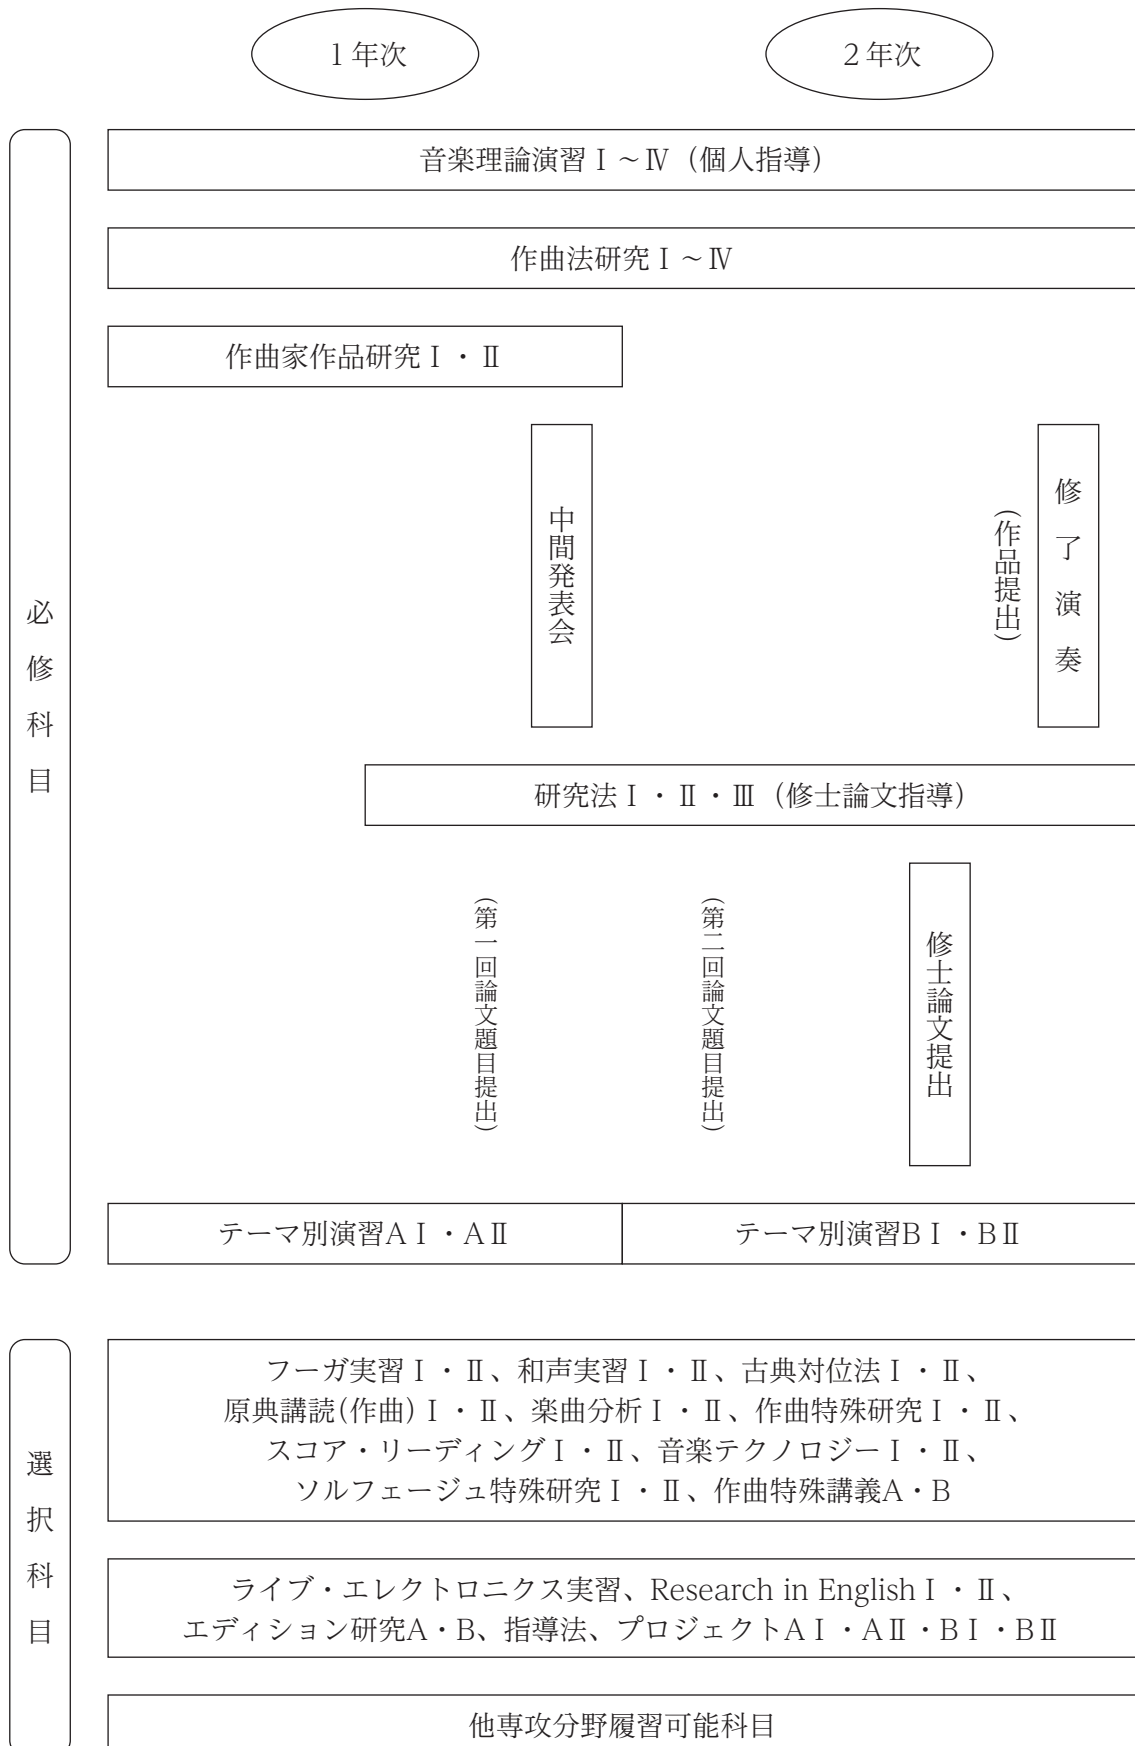 1年次
2年次
必修科目
音楽理論演習Ⅰ～Ⅳ（個人指導）
作曲法研究Ⅰ～Ⅳ
作曲家作品研究Ⅰ・Ⅱ
中間発表会
（作品提出）
修了演奏
研究法Ⅰ・Ⅱ・Ⅲ（修士論文指導）
（第一回論文題目提出）
（第二回論文題目提出）
修士論文提出
テーマ別演習AⅠ・AⅡ
テーマ別演習BⅠ・BⅡ
選択科目
フーガ実習Ⅰ・Ⅱ、和声実習Ⅰ・Ⅱ、古典対位法Ⅰ・Ⅱ、
原典講読(作曲)Ⅰ・Ⅱ、楽曲分析Ⅰ・Ⅱ、作曲特殊研究Ⅰ・Ⅱ、
スコア・リーディングⅠ・Ⅱ、音楽テクノロジーⅠ・Ⅱ、
ソルフェージュ特殊研究Ⅰ・Ⅱ、作曲特殊講義A・B
ライブ・エレクトロニクス実習、Research in EnglishⅠ・Ⅱ、
エディション研究A・B、指導法、プロジェクトAⅠ・AⅡ・BⅠ・BⅡ
他専攻分野履修可能科目